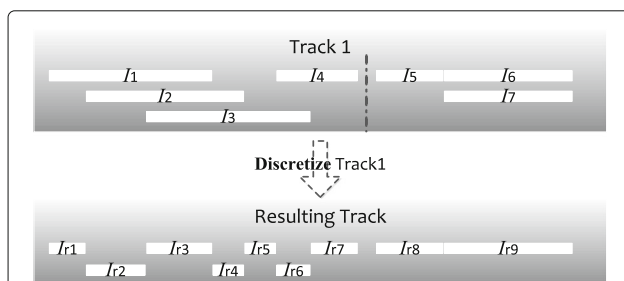 Track 1
I1 I4 I5 I6
I2 I7
I3
Discretize Track1
Resulting Track
Ir1 Ir3 Ir5 Ir7 Ir8 Ir9
Ir2 Ir4 Ir6